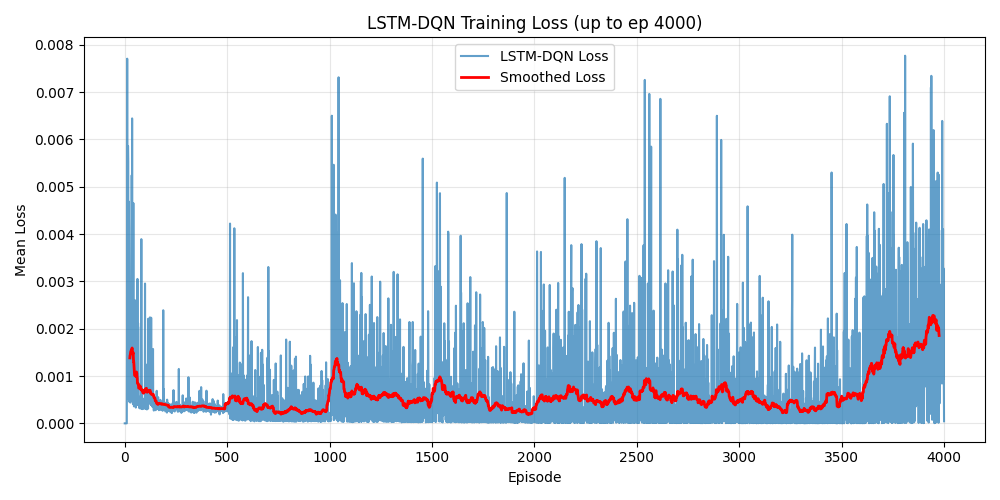 LSTM-DQN Training Loss (up to ep 4000)
LSTM-DQN Loss
Smoothed Loss
Mean Loss
0.008
0.007
0.006
0.005
0.004
0.003
0.002
0.001
0.000
0 500 1000 1500 2000 2500 3000 3500 4000
Episode